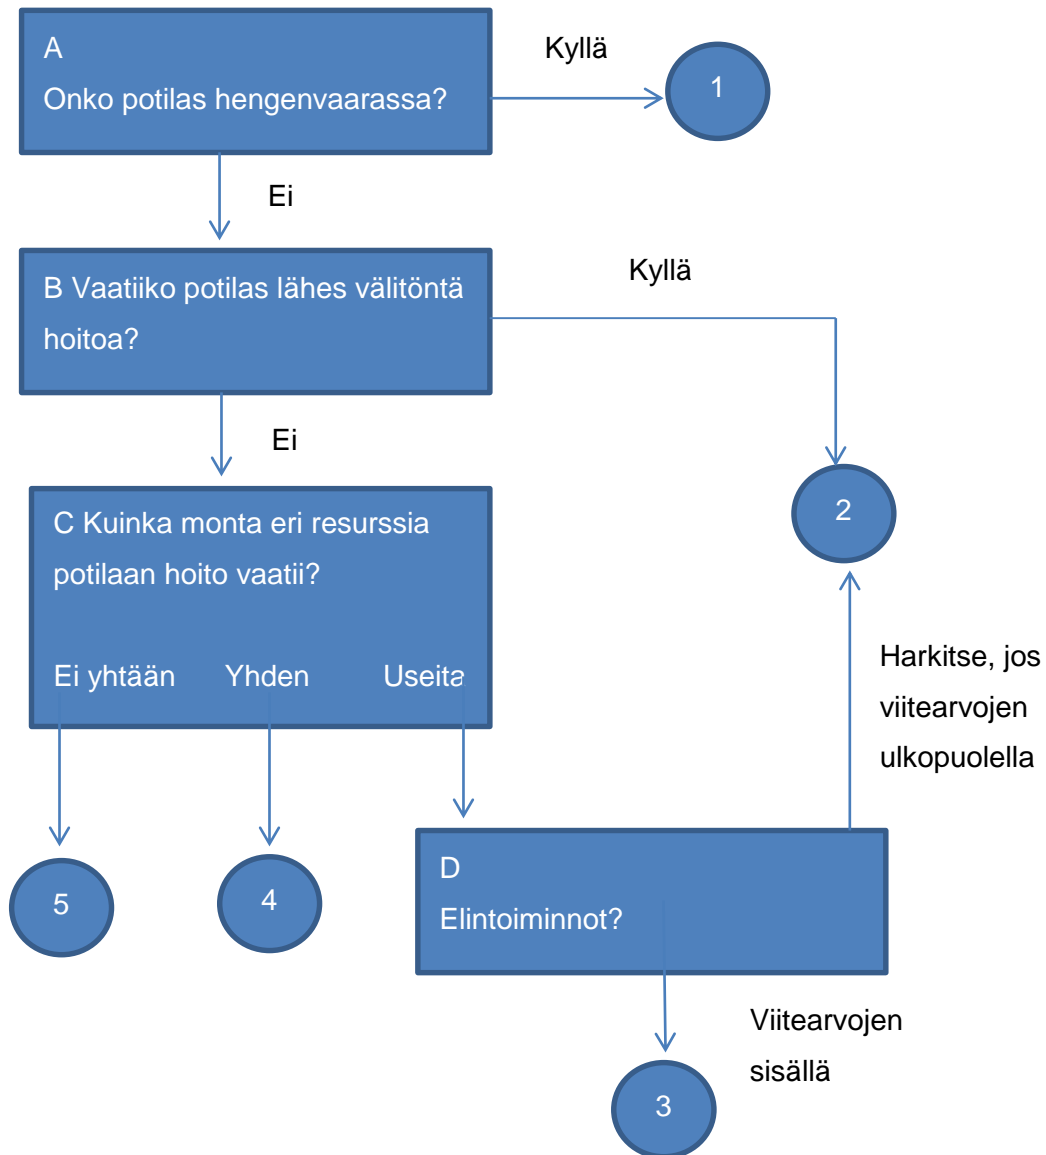 A
Onko potilas hengenvaarassa?
Kyllä
1
Ei
B Vaatiiko potilas lähes välitöntä
hoitoa?
Kyllä
Ei
2
C Kuinka monta eri resurssia
potilaan hoito vaatii?
Ei yhtään Yhden Useita
Harkitse, jos
viitearvojen
ulkopuolella
5
4
D
Elintoiminnot?
Viitearvojen
sisällä
3